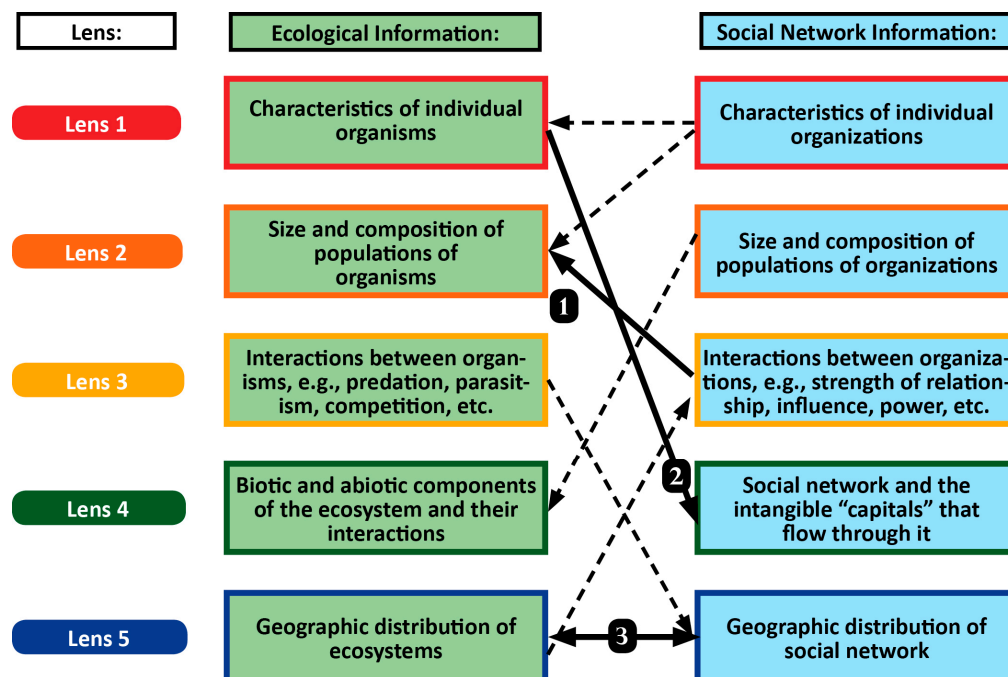 Lens:
Ecological Information:
Social Network Information:
Lens 1
Characteristics of individual
organisms
Characteristics of individual
organizations
Lens 2
Size and composition of
populations of
organisms
Size and composition of
populations of organizations
1
Lens 3
Interactions between organ-
isms, e.g., predation, parasit-
ism, competition, etc.
Interactions between organiza-
tions, e.g., strength of relation-
ship, influence, power, etc.
2
Lens 4
Biotic and abiotic components
of the ecosystem and their
interactions
Social network and the
intangible “capitals” that
flow through it
Lens 5
Geographic distribution of
ecosystems
3
Geographic distribution of
social network